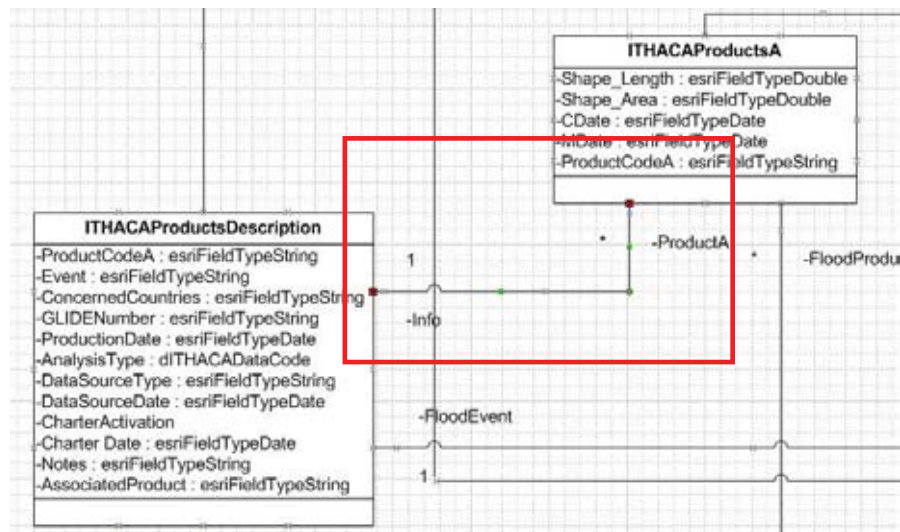 ITHACAProductsA
-Shape_Length : esriFieldTypeDouble
-Shape_Area : esriFieldTypeDouble
-CDate : esriFieldTypeDate
-MDate : esriFieldTypeDate
-ProductCodeA : esriFieldTypeString
ITHACAProductsDescription
-ProductCodeA : esriFieldTypeString
-Event : esriFieldTypeString
-ConcernedCountries : esriFieldTypeString
-GLIDENumber : esriFieldTypeString
-ProductionDate : esriFieldTypeDate
-AnalysisType : dITHACADataCode
-DataSourceType : esriFieldTypeString
-DataSourceDate : esriFieldTypeDate
-CharterActivation
-Charter Date : esriFieldTypeDate
-Notes : esriFieldTypeString
-AssociatedProduct : esriFieldTypeString
*
-ProductA
1
-Info
*
-FloodProdu
-FloodEvent
1